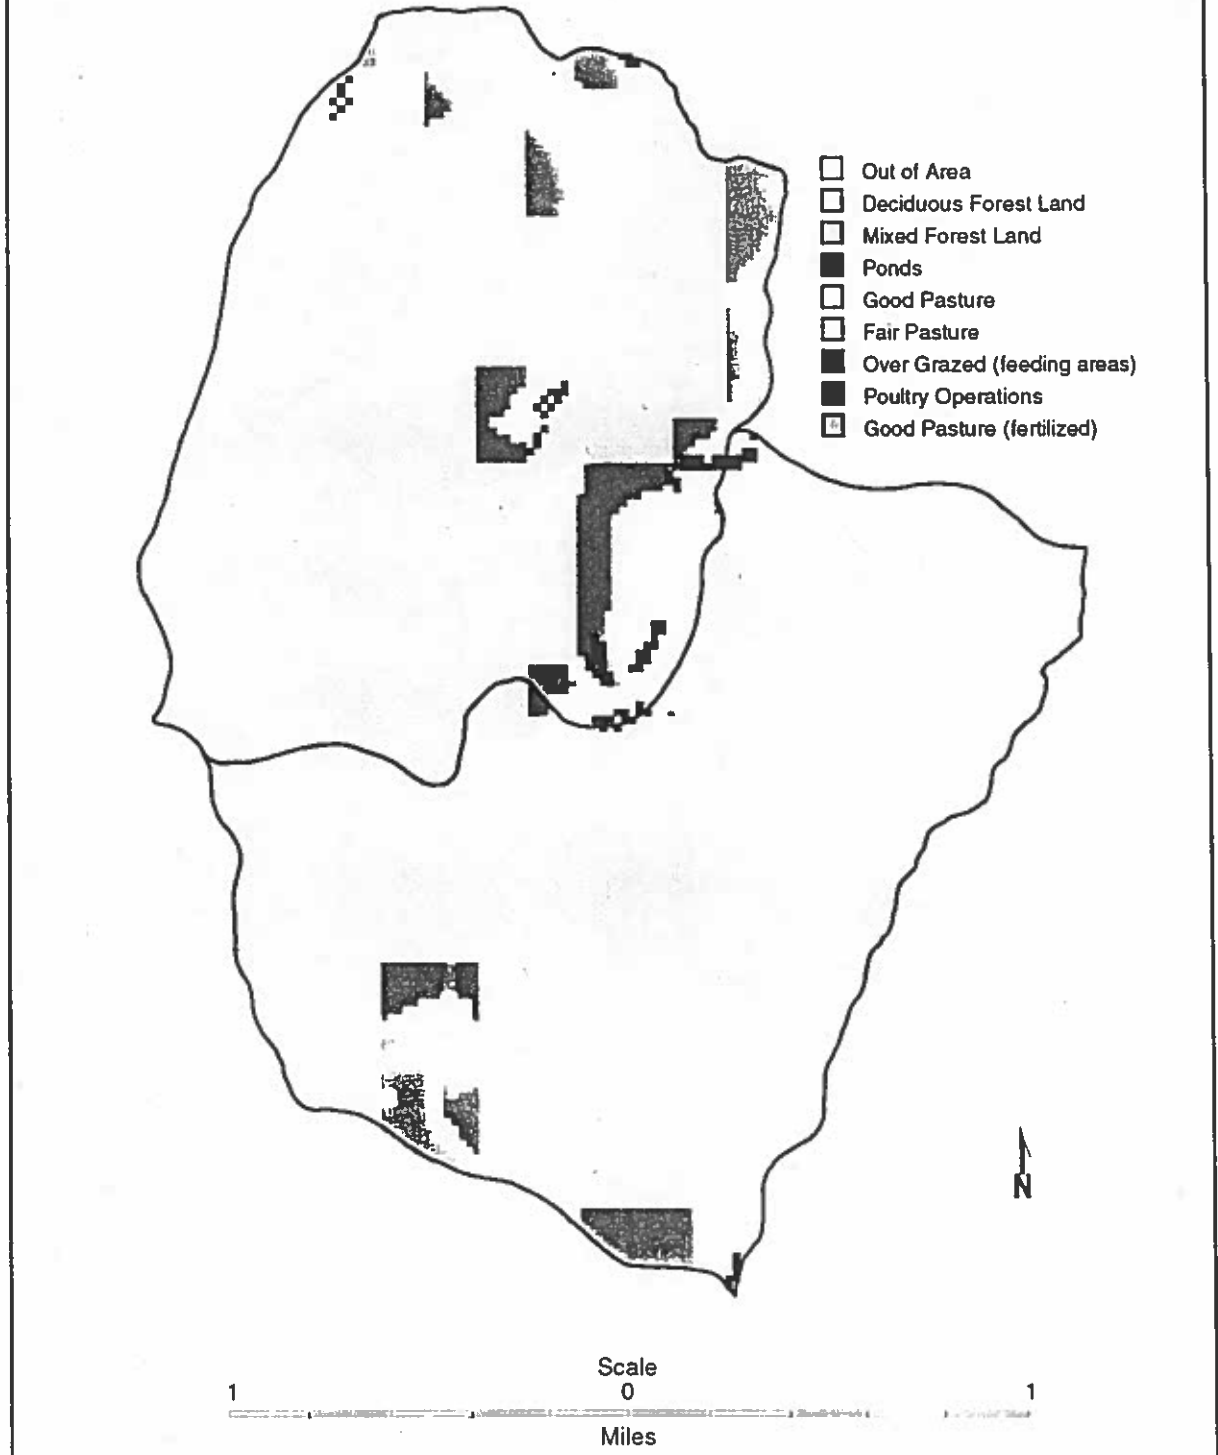 Out of Area
Deciduous Forest Land
Mixed Forest Land
Ponds
Good Pasture
Fair Pasture
Over Grazed (feeding areas)
Poultry Operations
Good Pasture (fertilized)
N
Scale
1 0 1
Miles